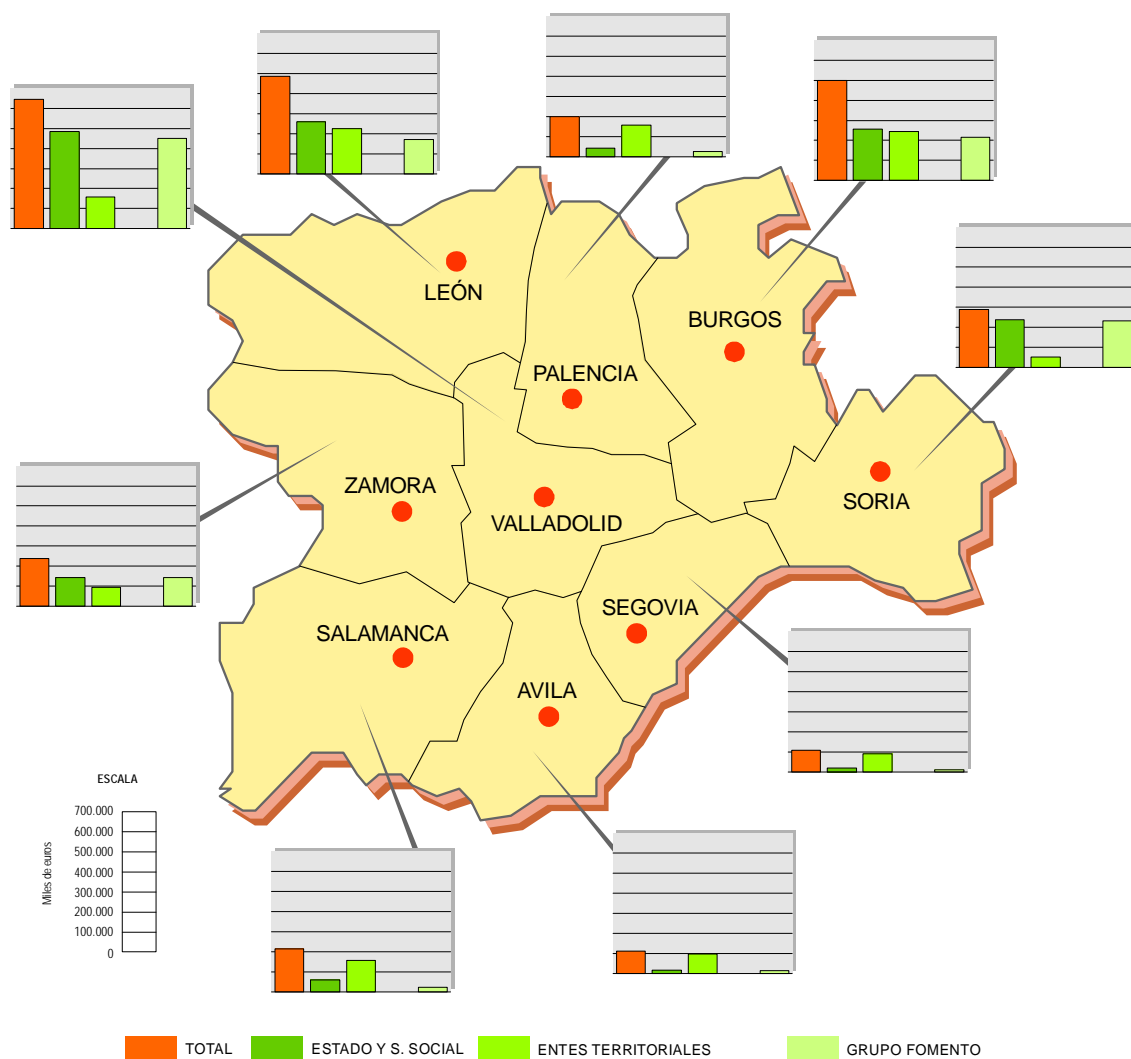 LEÓN
BURGOS
PALENCIA
ZAMORA
VALLADOLID
SORIA
SEGOVIA
SALAMANCA
AVILA
ESCALA
Miles de euros
700.000
600.000
500.000
400.000
300.000
200.000
100.000
0
TOTAL
ESTADO Y S. SOCIAL
ENTES TERRITORIALES
GRUPO FOMENTO